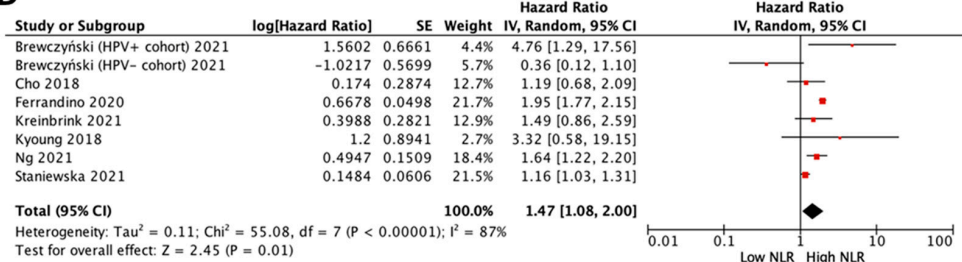 Hazard Ratio Hazard Ratio
Study or Subgroup log[Hazard Ratio] SE Weight IV, Random, 95% CI IV, Random, 95% CI
Brewczyński (HPV+ cohort) 2021 1.5602 0.6661 4.4% 4.76 [1.29, 17.56]
Brewczyński (HPV− cohort) 2021 −1.0217 0.5699 5.7% 0.36 [0.12, 1.10]
Cho 2018 0.174 0.2874 12.7% 1.19 [0.68, 2.09]
Ferrandino 2020 0.6678 0.0498 21.7% 1.95 [1.77, 2.15]
Kreinbrink 2021 0.3988 0.2821 12.9% 1.49 [0.86, 2.59]
Kyoung 2018 1.2 0.8941 2.7% 3.32 [0.58, 19.15]
Ng 2021 0.4947 0.1509 18.4% 1.64 [1.22, 2.20]
Staniewska 2021 0.1484 0.0606 21.5% 1.16 [1.03, 1.31]
Total (95% CI) 100.0% 1.47 [1.08, 2.00]
Heterogeneity: Tau² = 0.11; Chi² = 55.08, df = 7 (P < 0.00001); I² = 87%
Test for overall effect: Z = 2.45 (P = 0.01)
0.01 0.1 1 10 100
Low NLR High NLR